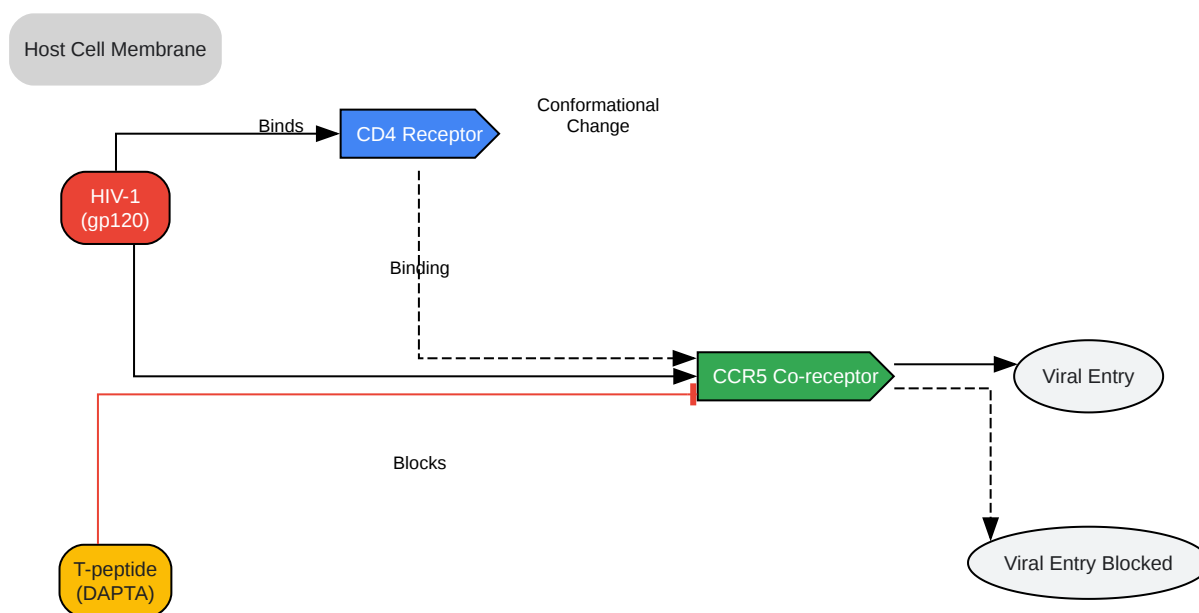 Host Cell Membrane
Conformational
Change
Binds
CD4 Receptor
HIV-1
(gp120)
Binding
CCR5 Co-receptor
Viral Entry
Blocks
T-peptide
(DAPTA)
Viral Entry Blocked